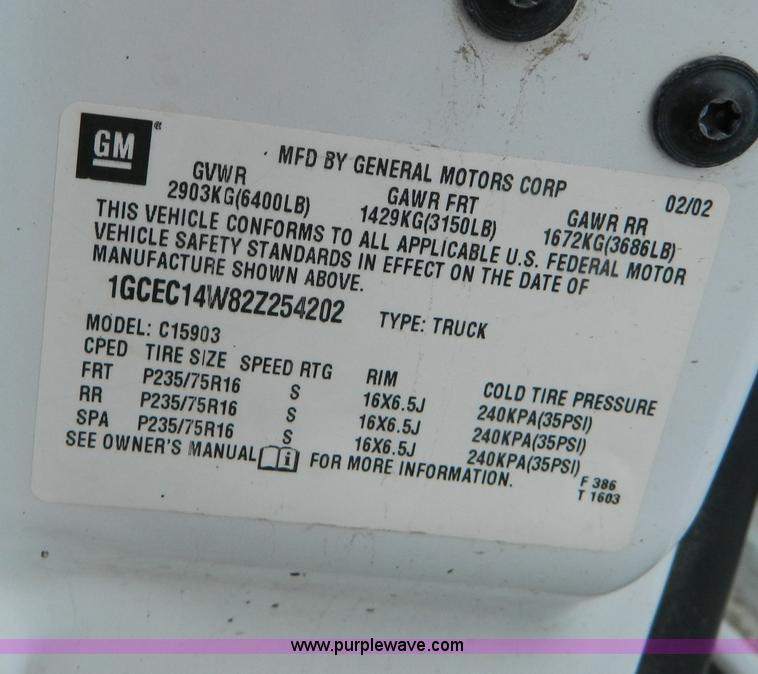 GM®
MFD BY GENERAL MOTORS CORP
02/02
GVWR GAWR FRT GAWR RR
2903KG(6400LB) 1429KG(3150LB) 1672KG(3686LB)
THIS VEHICLE CONFORMS TO ALL APPLICABLE U.S. FEDERAL MOTOR
VEHICLE SAFETY STANDARDS IN EFFECT ON THE DATE OF
MANUFACTURE SHOWN ABOVE.
1GCEC14W82Z254202 TYPE: TRUCK
MODEL: C15903
CPED TIRE SIZE SPEED RTG RIM COLD TIRE PRESSURE
FRT P235/75R16 S 16X6.5J 240KPA(35PSI)
RR P235/75R16 S 16X6.5J 240KPA(35PSI)
SPA P235/75R16 S 16X6.5J 240KPA(35PSI)
SEE OWNER'S MANUAL i FOR MORE INFORMATION.
F 386
T 1603
www.purplewave.com